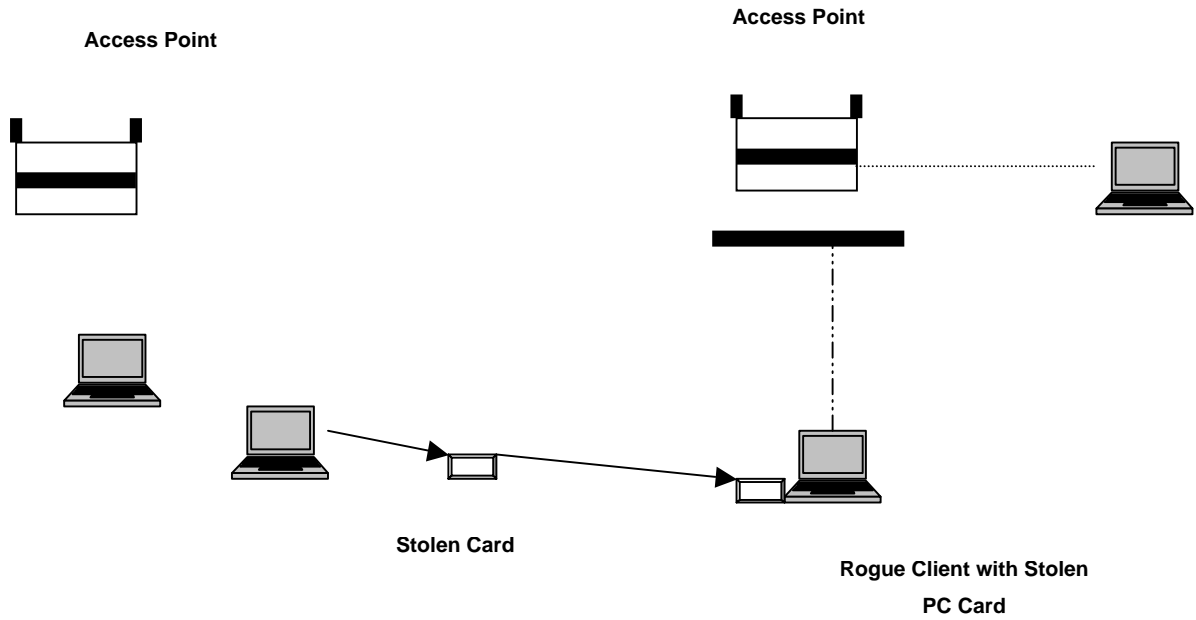 Access Point
Access Point
Stolen Card
Rogue Client with Stolen
PC Card